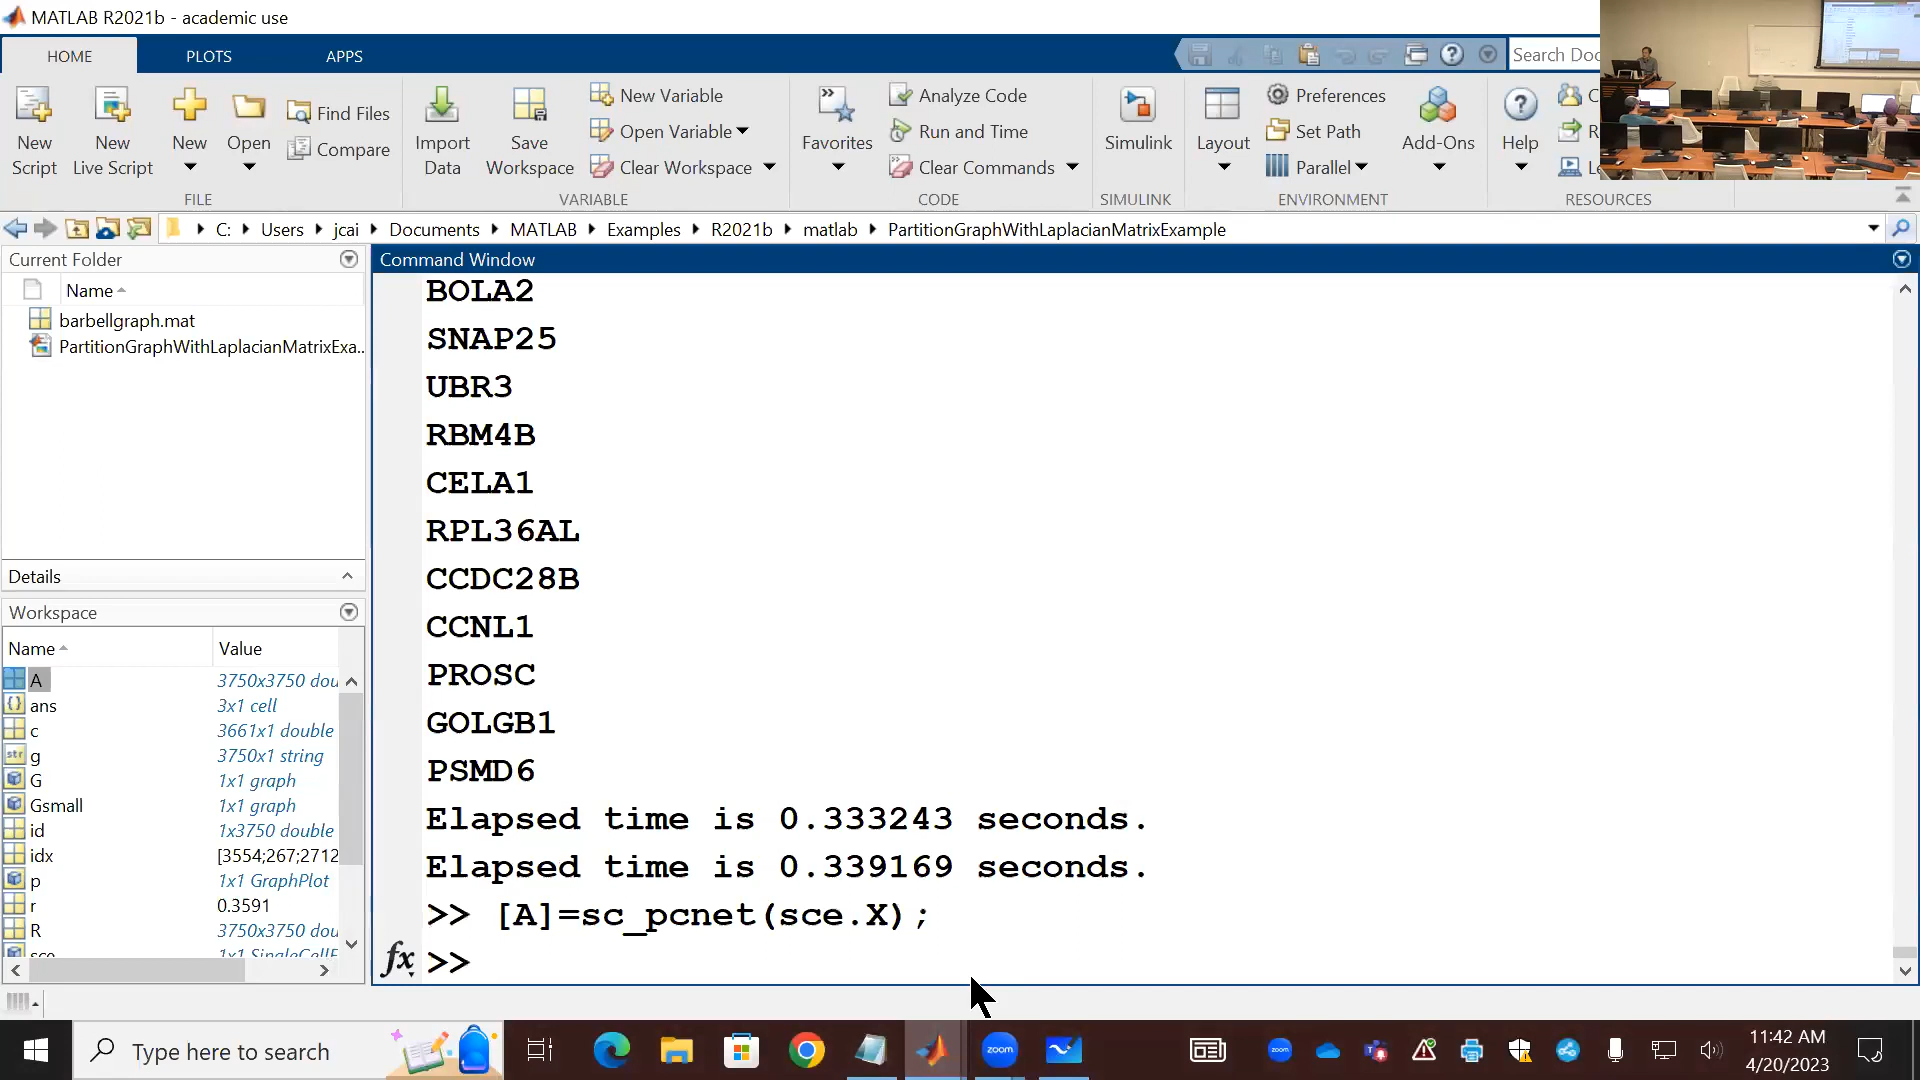 MATLAB R2021b - academic use
HOME
PLOTS
APPS
Search Doc
New Script
New Live Script
New
Open
Find Files
Compare
FILE
Import Data
Save Workspace
New Variable
Open Variable
Clear Workspace
VARIABLE
Favorites
Analyze Code
Run and Time
Clear Commands
CODE
Simulink
SIMULINK
Layout
Preferences
Set Path
Parallel
Add-Ons
ENVIRONMENT
Help
RESOURCES
C: Users jcai Documents MATLAB Examples R2021b matlab PartitionGraphWithLaplacianMatrixExample
Current Folder
Name
barbellgraph.mat
PartitionGraphWithLaplacianMatrixExa...
Details
Workspace
Name Value
A 3750x3750 dou
ans 3x1 cell
c 3661x1 double
g 3750x1 string
G 1x1 graph
Gsmall 1x1 graph
id 1x3750 double
idx [3554;267;2712
p 1x1 GraphPlot
r 0.3591
R 3750x3750 dou
sce 1x1 SingleCellE
Command Window
BOLA2
SNAP25
UBR3
RBM4B
CELA1
RPL36AL
CCDC28B
CCNL1
PROSC
GOLGB1
PSMD6
Elapsed time is 0.333243 seconds.
Elapsed time is 0.339169 seconds.
>> [A]=sc_pcnet(sce.X);
fx >>
Type here to search
zoom
zoom
11:42 AM
4/20/2023